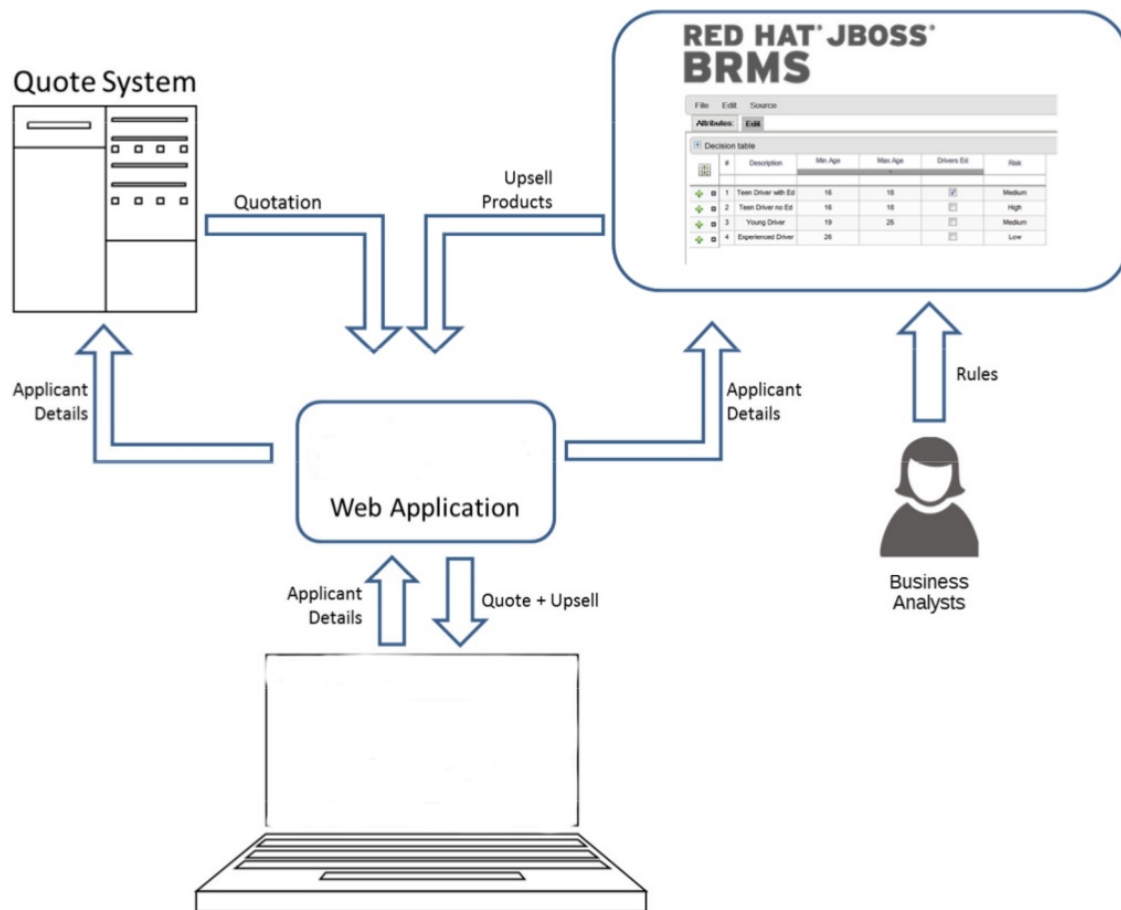 RED HAT® JBOSS®
BRMS
Quote System
File Edit Source
Attributes: Edit
Decision table
# Description Min Age Max Age Drivers Ed Risk
1 Teen Driver with Ed 16 18 Medium
2 Teen Driver no Ed 16 18 High
3 Young Driver 19 25 Medium
4 Experienced Driver 26 Low
Quotation
Upsell
Products
Applicant
Details
Applicant
Details
Rules
Web Application
Business
Analysts
Applicant
Details
Quote + Upsell